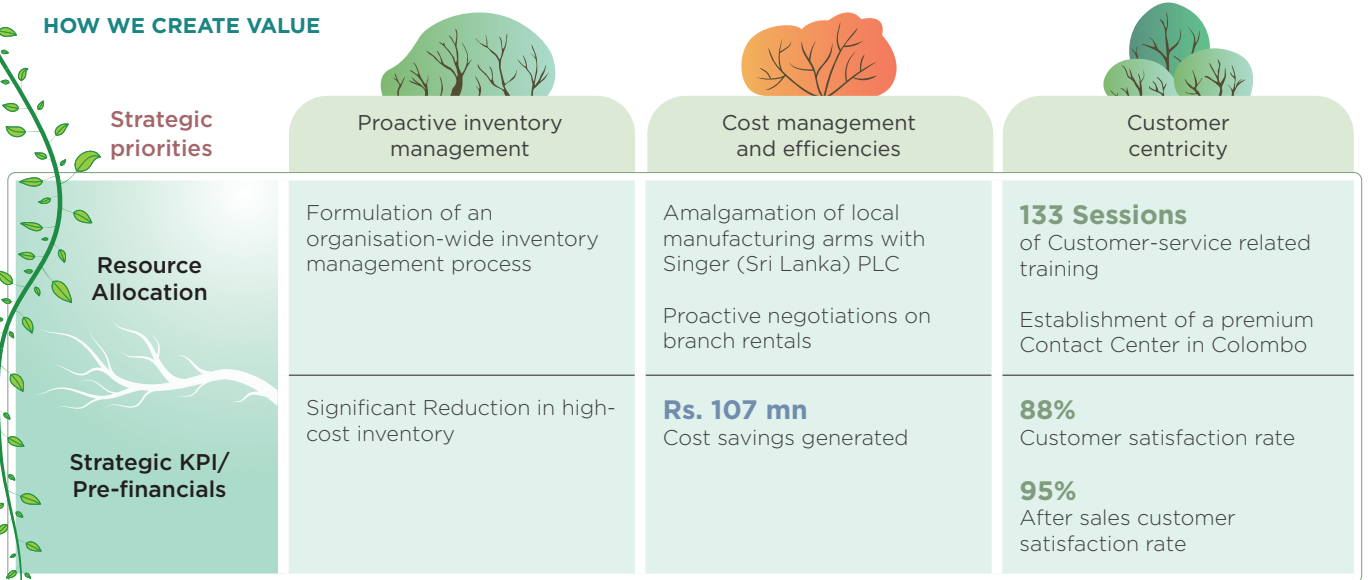 HOW WE CREATE VALUE
Strategic
priorities
Proactive inventory
management
Cost management
and efficiencies
Customer
centricity
Resource
Allocation
Formulation of an
organisation-wide inventory
management process
Amalgamation of local
manufacturing arms with
Singer (Sri Lanka) PLC
Proactive negotiations on
branch rentals
133 Sessions
of Customer-service related
training
Establishment of a premium
Contact Center in Colombo
Strategic KPI/
Pre-financials
Significant Reduction in high-
cost inventory
Rs. 107 mn
Cost savings generated
88%
Customer satisfaction rate
95%
After sales customer
satisfaction rate